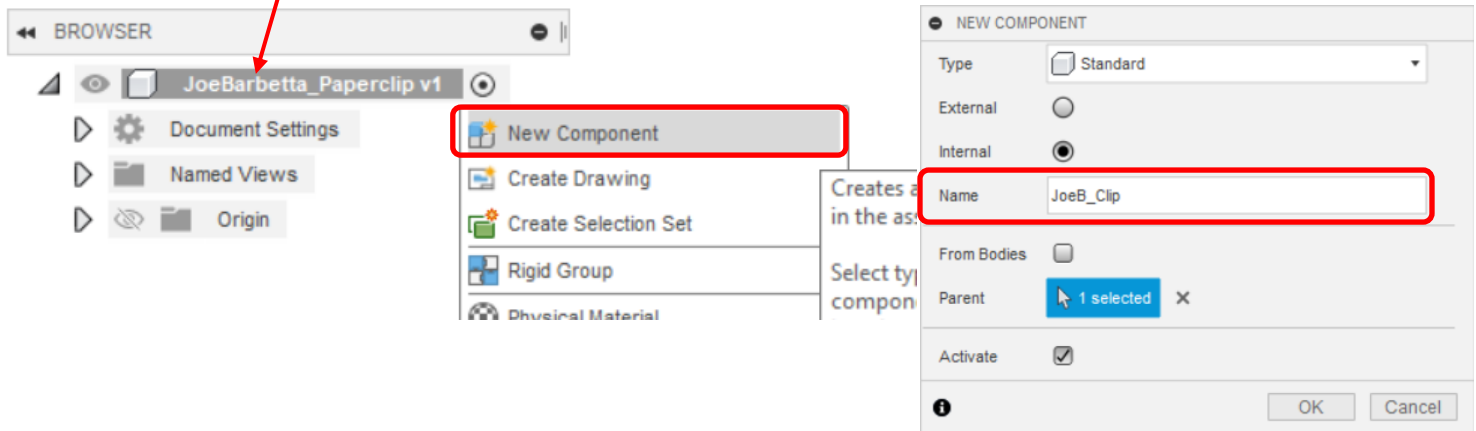 BROWSER
JoeBarbetta_Paperclip v1
Document Settings
Named Views
Origin
New Component
Create Drawing
Create Selection Set
Rigid Group
Physical Material
Creates a
in the as
Select ty
compon
NEW COMPONENT
Type Standard
External
Internal
Name JoeB_Clip
From Bodies
Parent 1 selected
Activate
OK Cancel